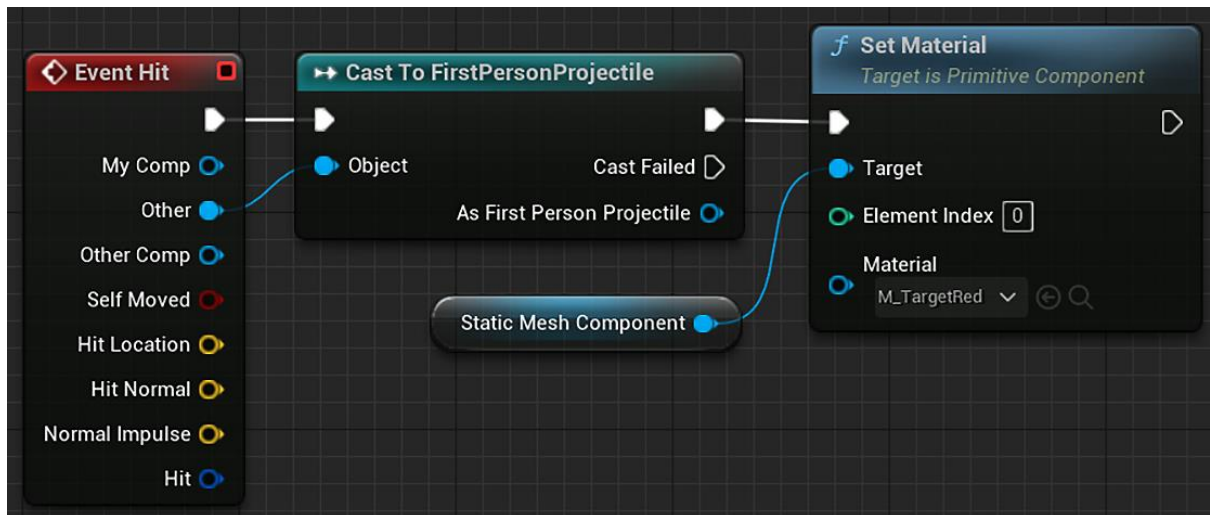 Event Hit
My Comp
Other
Other Comp
Self Moved
Hit Location
Hit Normal
Normal Impulse
Hit
Cast To FirstPersonProjectile
Object
Cast Failed
As First Person Projectile
Static Mesh Component
f Set Material
Target is Primitive Component
Target
Element Index 0
Material
M_TargetRed